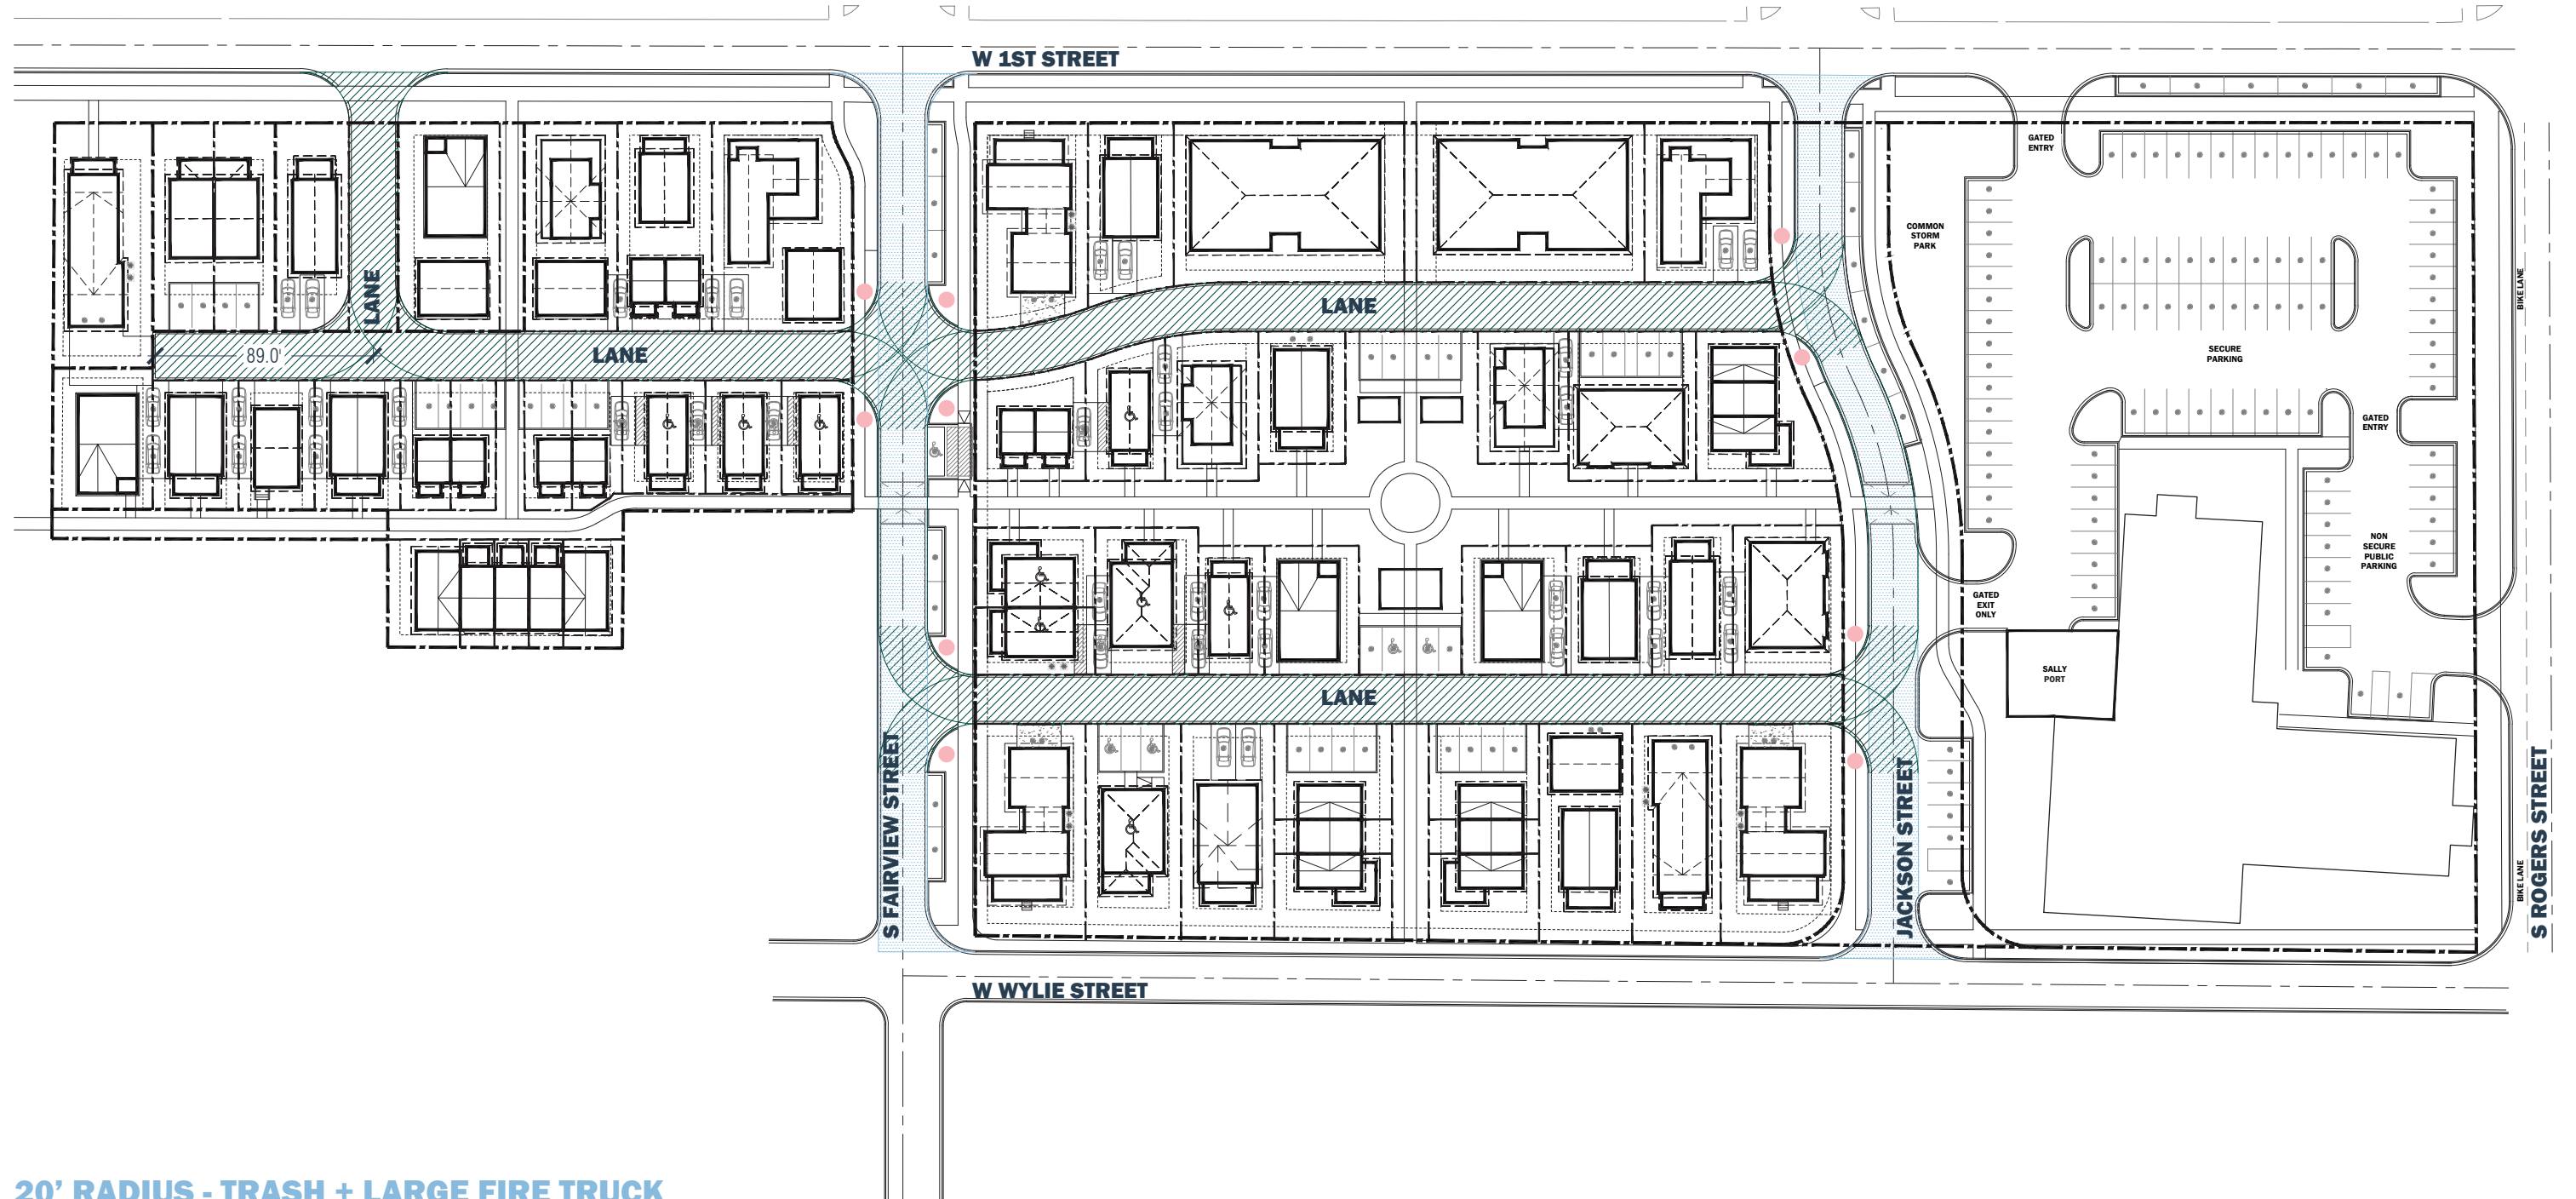 W 1ST STREET
GATED
ENTRY
COMMON
STORM
PARK
LANE
LANE
BIKE LANE
LANE
89.0'
SECURE
PARKING
GATED
ENTRY
NON
SECURE
PUBLIC
PARKING
GATED
EXIT
ONLY
SALLY
PORT
LANE
S FAIRVIEW STREET
JACKSON STREET
BIKE LANE
S ROGERS STREET
W WYLIE STREET
20' RADIUS - TRASH + LARGE FIRE TRUCK